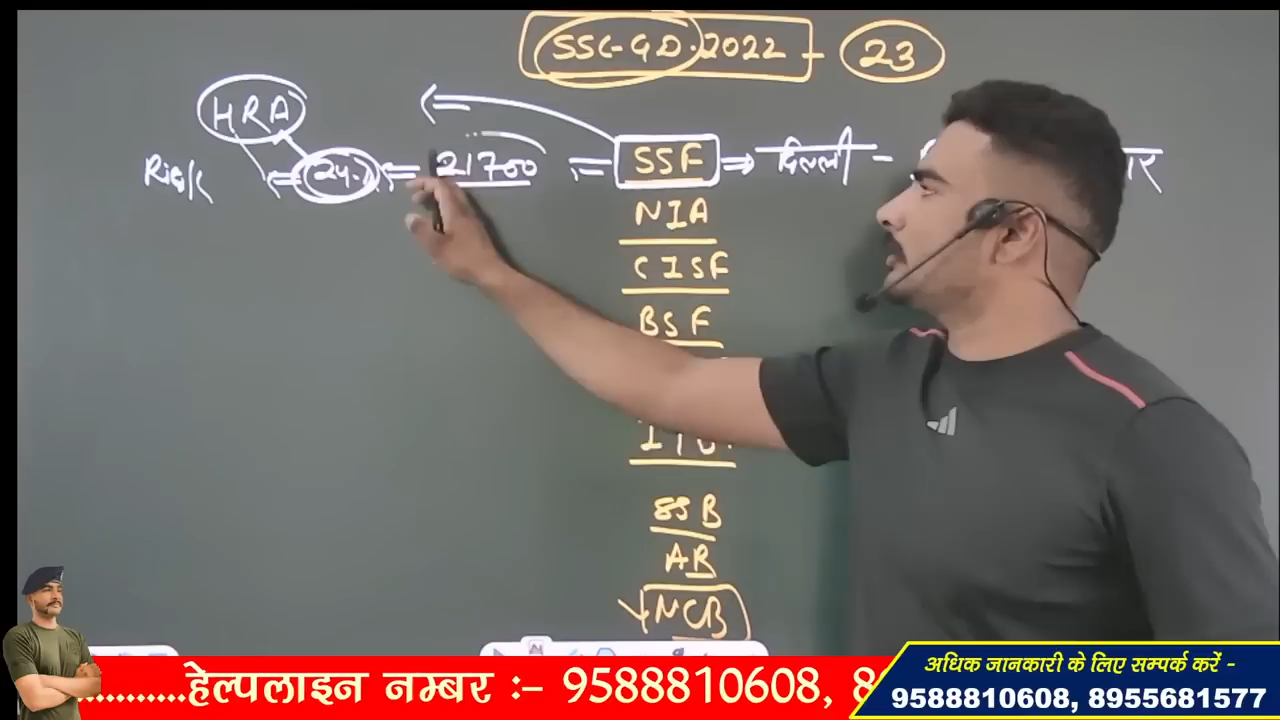 SSC-GD. 2022 - 23
HRA
Risk 24% 21700 = SSF ⇒ दिल्ली -
NIA
CISF
BSF
SSB
AR
NCB
..........हेल्पलाइन नम्बर ः– 9588810608, 8
अधिक जानकारी के लिए सम्पर्क करें -
9588810608, 8955681577